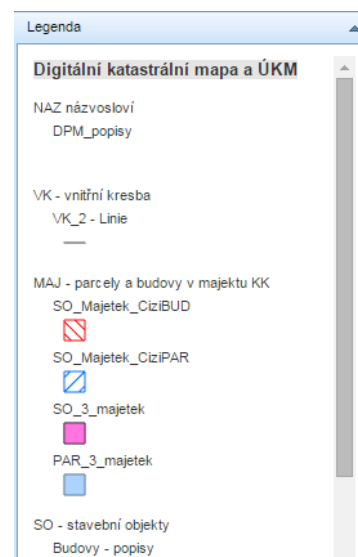 Legenda
Digitální katastrální mapa a ÚKM
NAZ názvosloví
DPM_popisy
VK - vnitřní kresba
VK_2 - Linie
MAJ - parcely a budovy v majektu KK
SO_Majetek_CiziBUD
SO_Majetek_CiziPAR
SO_3_majetek
PAR_3_majetek
SO - stavební objekty
Budovy - popisy